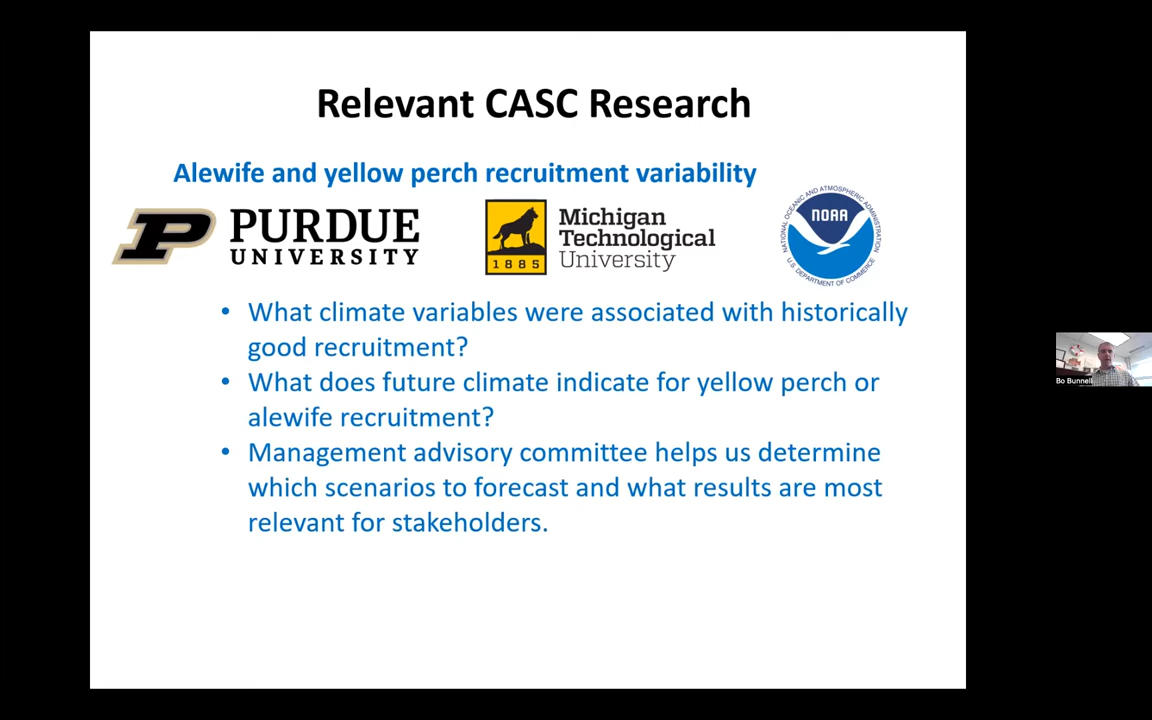 Relevant CASC Research
Alewife and yellow perch recruitment variability
PURDUE
UNIVERSITY
1885
Michigan
Technological
University
NATIONAL OCEANIC AND ATMOSPHERIC ADMINISTRATION
NOAA
U.S. DEPARTMENT OF COMMERCE
• What climate variables were associated with historically
good recruitment?
• What does future climate indicate for yellow perch or
alewife recruitment?
• Management advisory committee helps us determine
which scenarios to forecast and what results are most
relevant for stakeholders.
Bo Bunnell